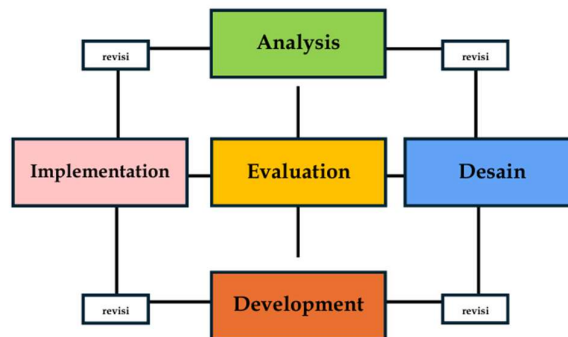 Analysis
revisi
revisi
Implementation
Evaluation
Desain
revisi
Development
revisi